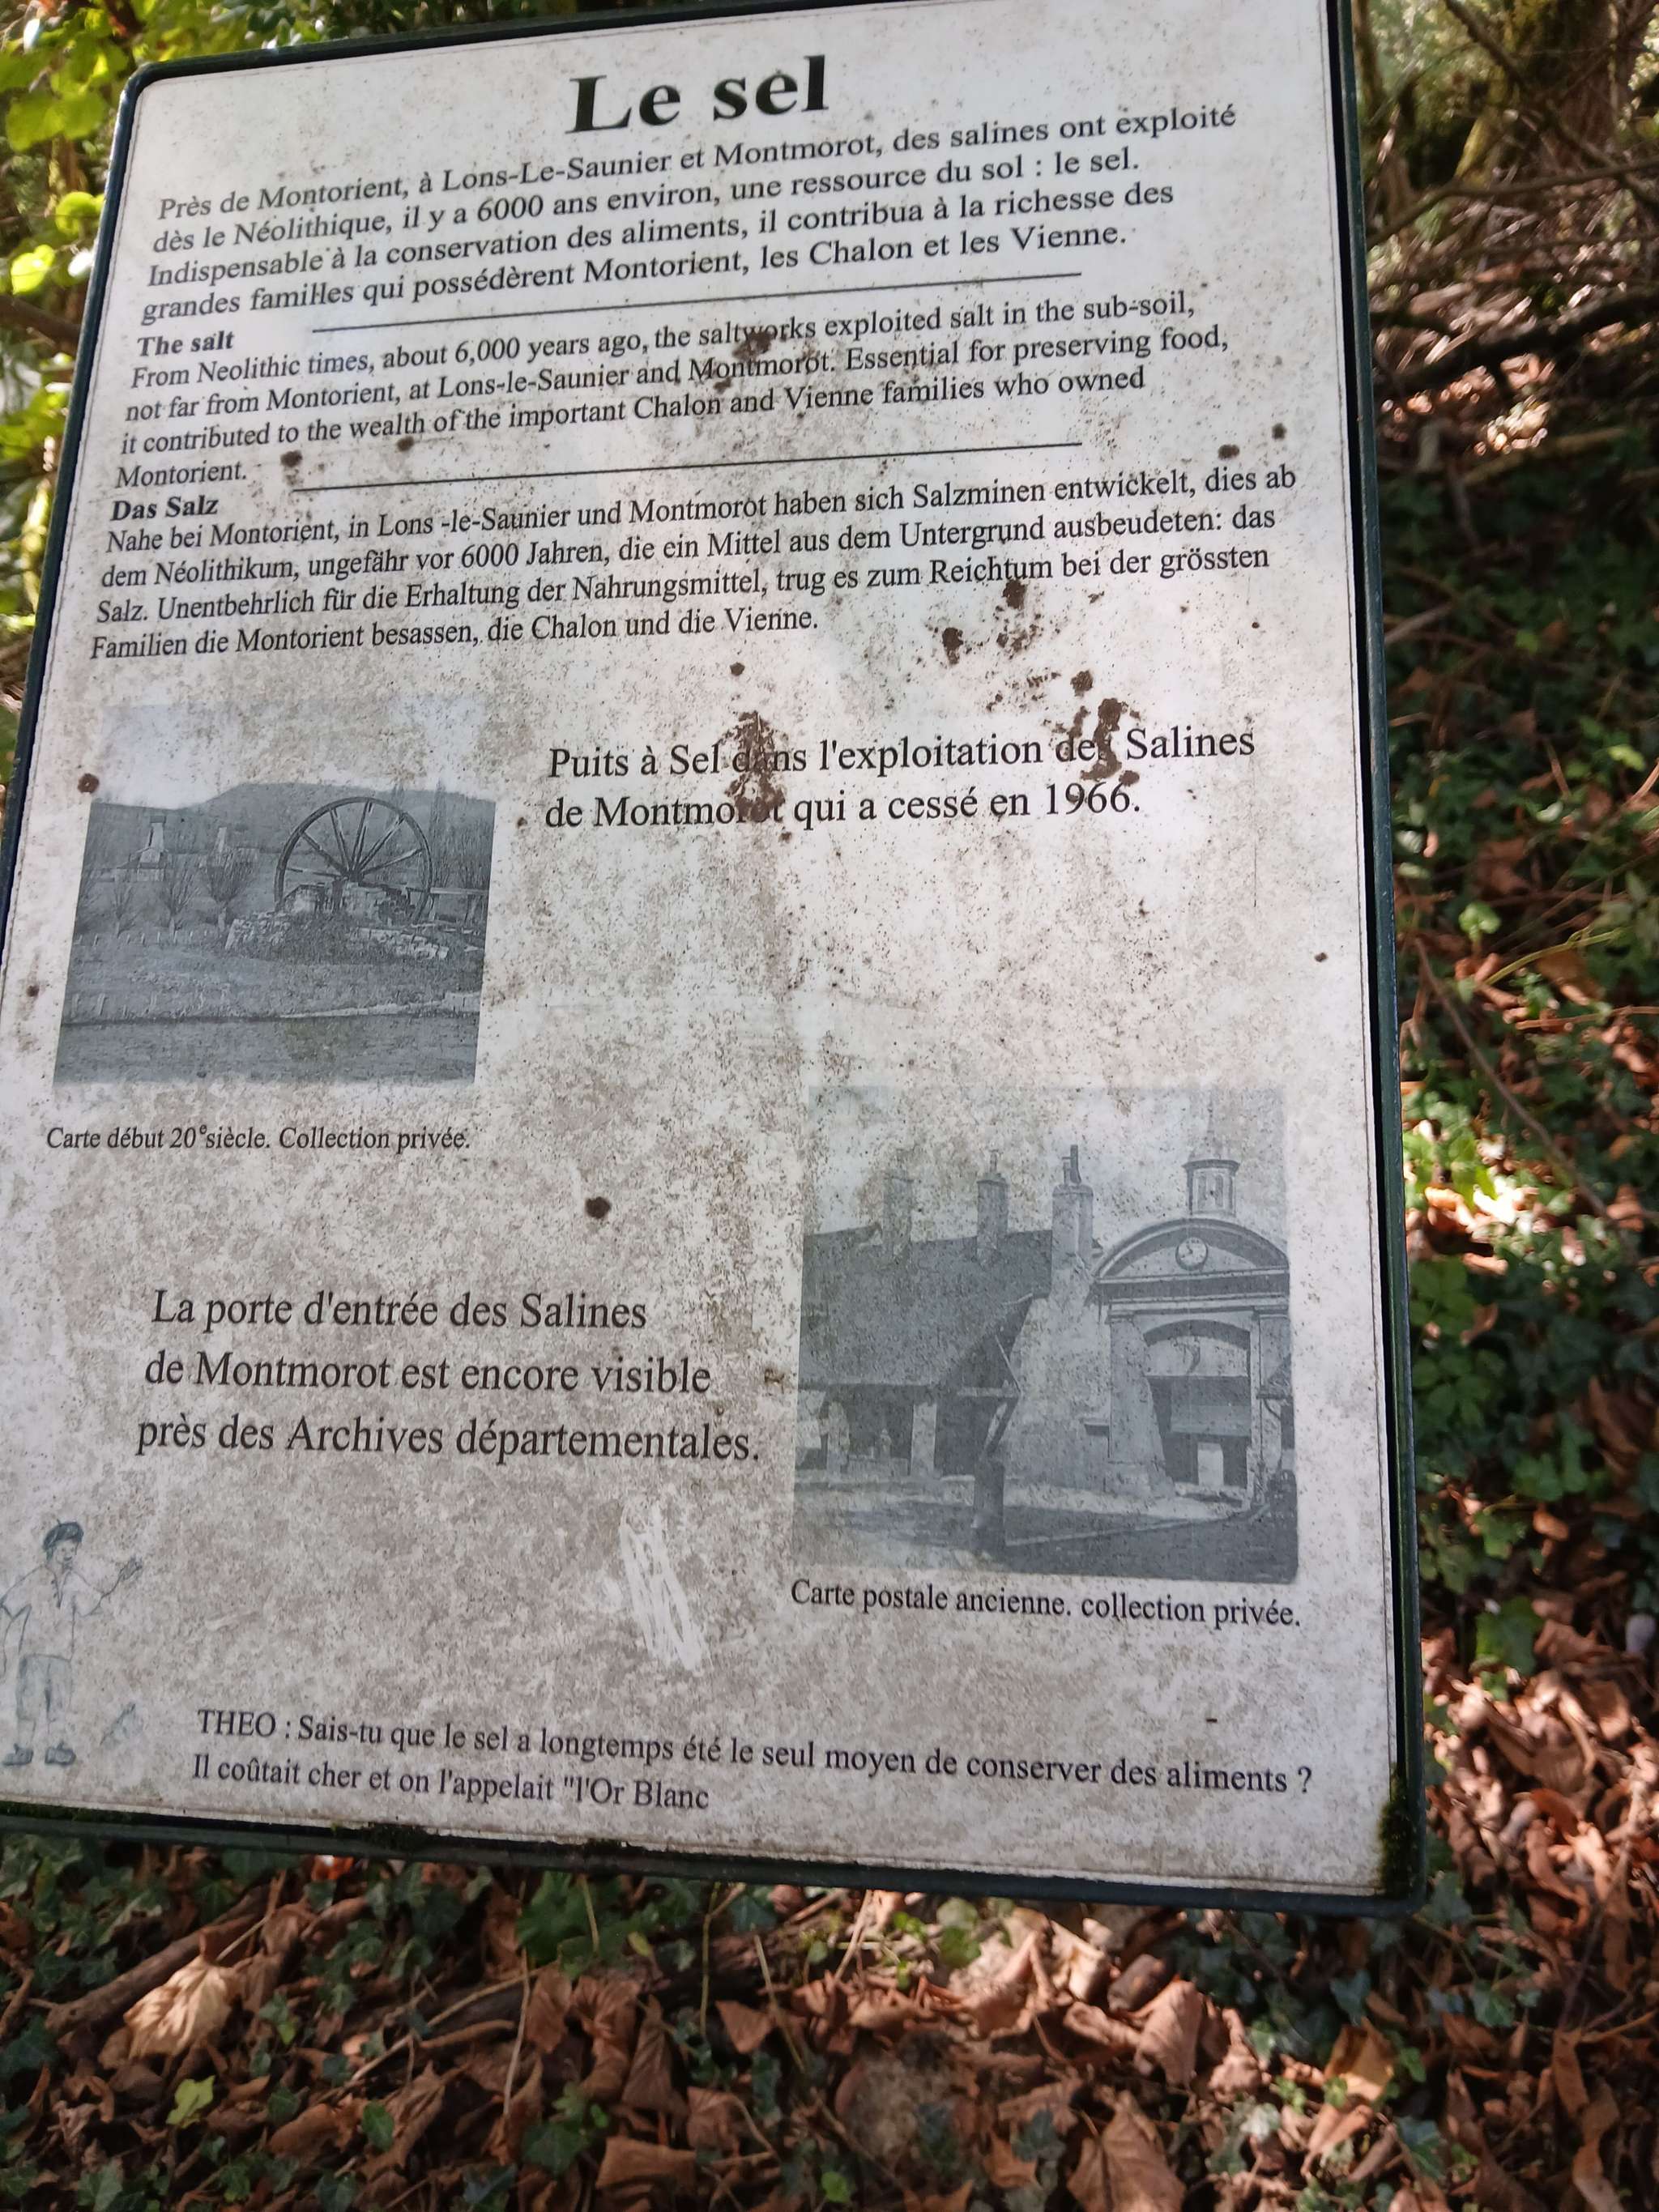 Le sel
Près de Montorient, à Lons-Le-Saunier et Montmorot, des salines ont exploité
dès le Néolithique, il y a 6000 ans environ, une ressource du sol : le sel.
Indispensable à la conservation des aliments, il contribua à la richesse des
grandes familles qui possédèrent Montorient, les Chalon et les Vienne.
The salt
From Neolithic times, about 6,000 years ago, the saltworks exploited salt in the sub-soil,
not far from Montorient, at Lons-le-Saunier and Montmorot. Essential for preserving food,
it contributed to the wealth of the important Chalon and Vienne families who owned
Montorient.
Das Salz
Nahe bei Montorient, in Lons -le-Saunier und Montmorot haben sich Salzminen entwickelt, dies ab
dem Néolithikum, ungefähr vor 6000 Jahren, die ein Mittel aus dem Untergrund ausbeudeten: das
Salz. Unentbehrlich für die Erhaltung der Nahrungsmittel, trug es zum Reichtum bei der grössten
Familien die Montorient besassen, die Chalon und die Vienne.
Puits à Sel dans l'exploitation des Salines
de Montmorot qui a cessé en 1966.
Carte début 20e siècle. Collection privée.
La porte d'entrée des Salines
de Montmorot est encore visible
près des Archives départementales.
Carte postale ancienne. collection privée.
THEO : Sais-tu que le sel a longtemps été le seul moyen de conserver des aliments ?
Il coûtait cher et on l'appelait "l'Or Blanc